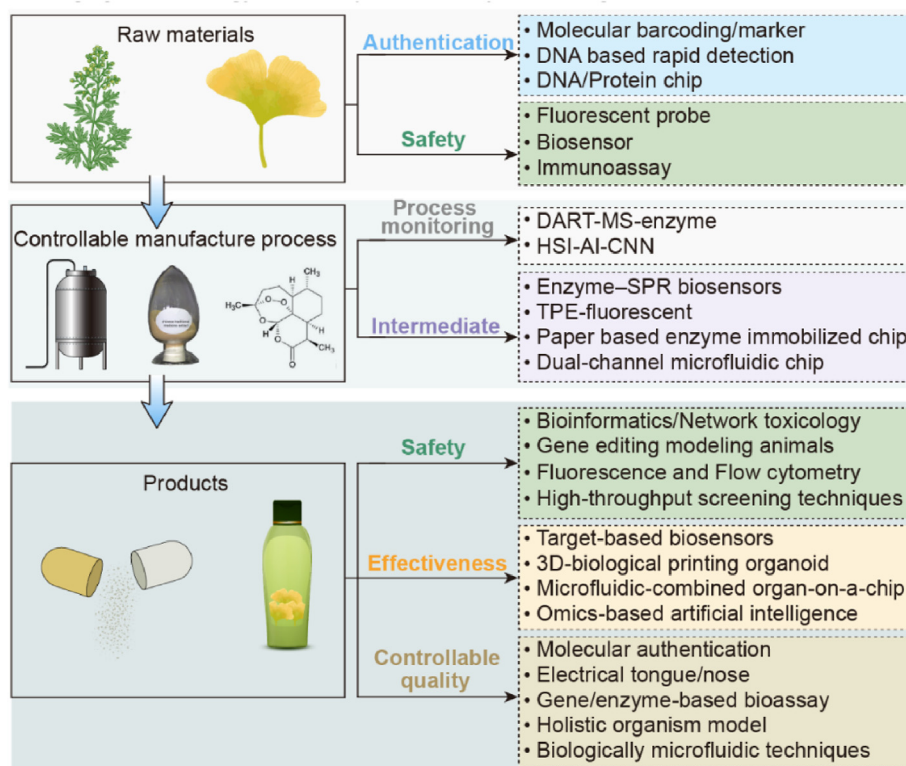 Raw materials
Authentication
• Molecular barcoding/marker
• DNA based rapid detection
• DNA/Protein chip
Safety
• Fluorescent probe
• Biosensor
• Immunoassay
Controllable manufacture process
Process
monitoring
• DART-MS-enzyme
• HSI-AI-CNN
CH₃
H₃C
O
O
O
H
H
O
O
CH₃
Intermediate
• Enzyme–SPR biosensors
• TPE-fluorescent
• Paper based enzyme immobilized chip
• Dual-channel microfluidic chip
Products
Safety
• Bioinformatics/Network toxicology
• Gene editing modeling animals
• Fluorescence and Flow cytometry
• High-throughput screening techniques
Effectiveness
• Target-based biosensors
• 3D-biological printing organoid
• Microfluidic-combined organ-on-a-chip
• Omics-based artificial intelligence
Controllable
quality
• Molecular authentication
• Electrical tongue/nose
• Gene/enzyme-based bioassay
• Holistic organism model
• Biologically microfluidic techniques